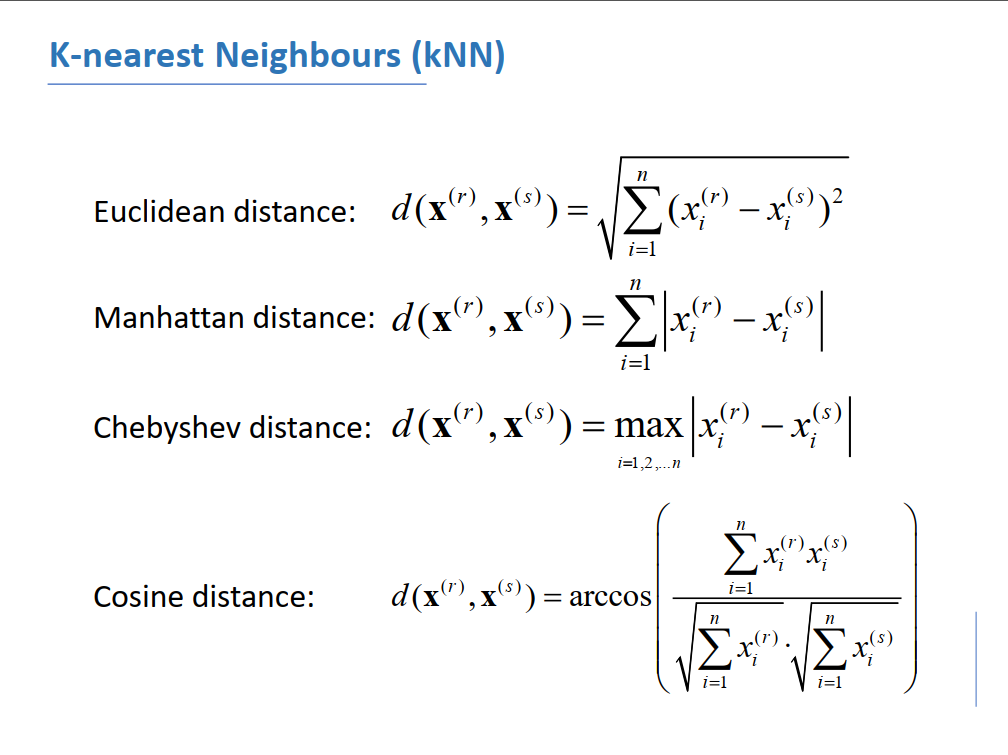 K-nearest Neighbours (kNN)
Euclidean distance: $d(\mathbf{x}^{(r)}, \mathbf{x}^{(s)}) = \sqrt{\sum_{i=1}^{n} (x_i^{(r)} - x_i^{(s)})^2}$
Manhattan distance: $d(\mathbf{x}^{(r)}, \mathbf{x}^{(s)}) = \sum_{i=1}^{n} \left| x_i^{(r)} - x_i^{(s)} \right|$
Chebyshev distance: $d(\mathbf{x}^{(r)}, \mathbf{x}^{(s)}) = \max_{i=1,2,...n} \left| x_i^{(r)} - x_i^{(s)} \right|$
Cosine distance: $d(\mathbf{x}^{(r)}, \mathbf{x}^{(s)}) = \arccos \left( \frac{\sum_{i=1}^{n} x_i^{(r)} x_i^{(s)}}{\sqrt{\sum_{i=1}^{n} x_i^{(r)}} \cdot \sqrt{\sum_{i=1}^{n} x_i^{(s)}}} \right)$